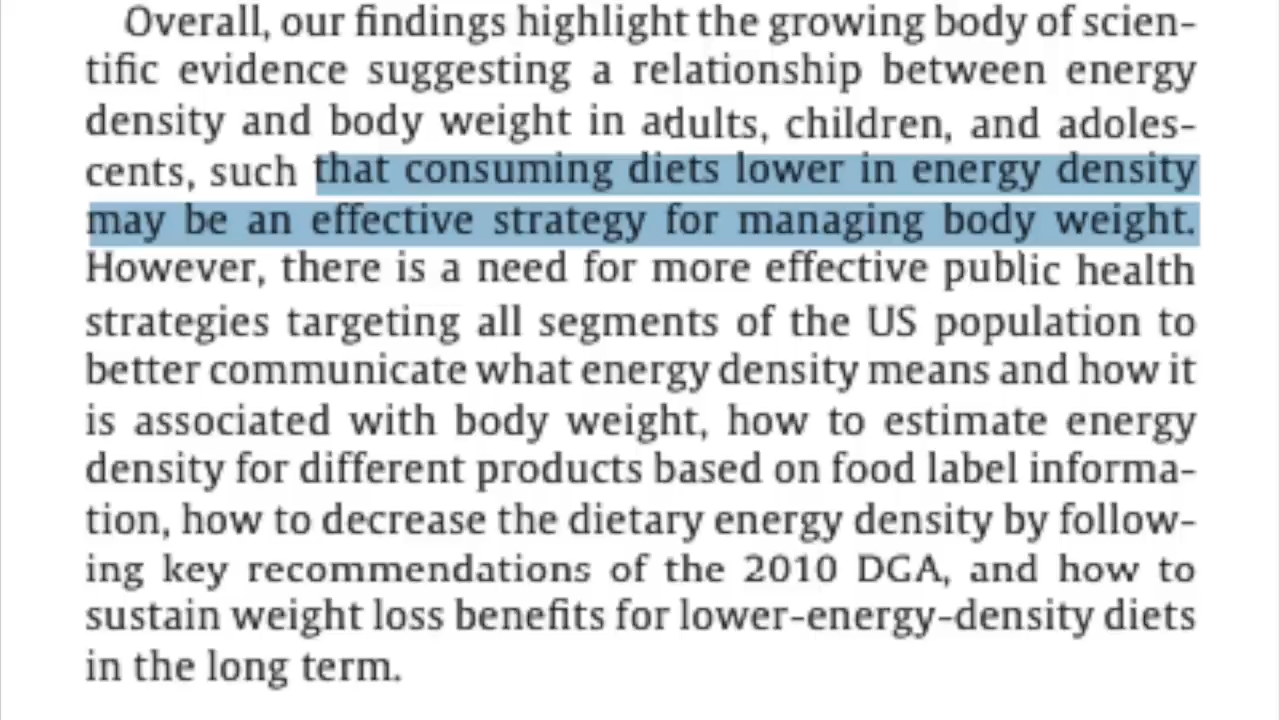 Overall, our findings highlight the growing body of scien-
tific evidence suggesting a relationship between energy
density and body weight in adults, children, and adoles-
cents, such that consuming diets lower in energy density
may be an effective strategy for managing body weight.
However, there is a need for more effective public health
strategies targeting all segments of the US population to
better communicate what energy density means and how it
is associated with body weight, how to estimate energy
density for different products based on food label informa-
tion, how to decrease the dietary energy density by follow-
ing key recommendations of the 2010 DGA, and how to
sustain weight loss benefits for lower-energy-density diets
in the long term.